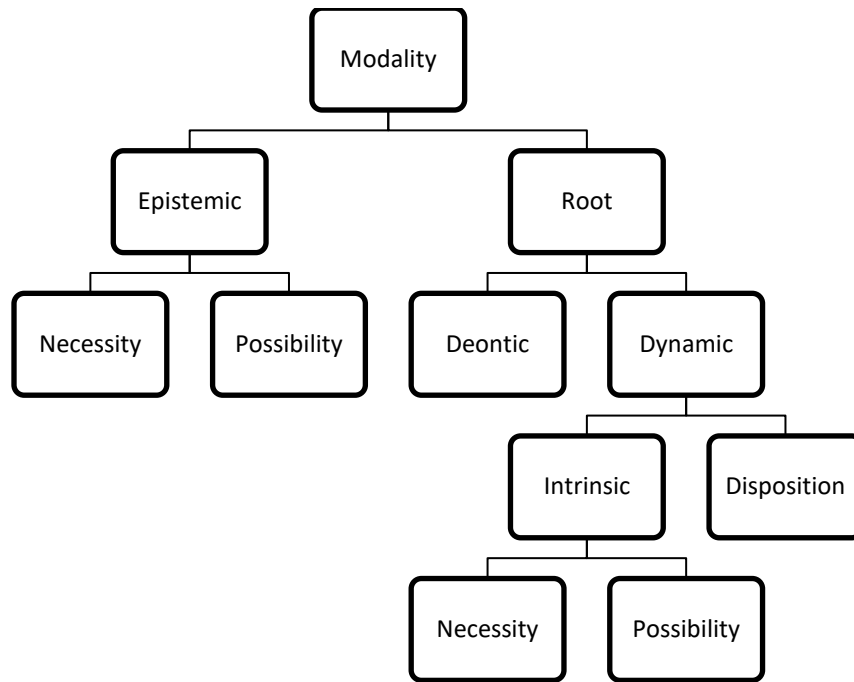 Modality
Epistemic
Root
Necessity
Possibility
Deontic
Dynamic
Intrinsic
Disposition
Necessity
Possibility